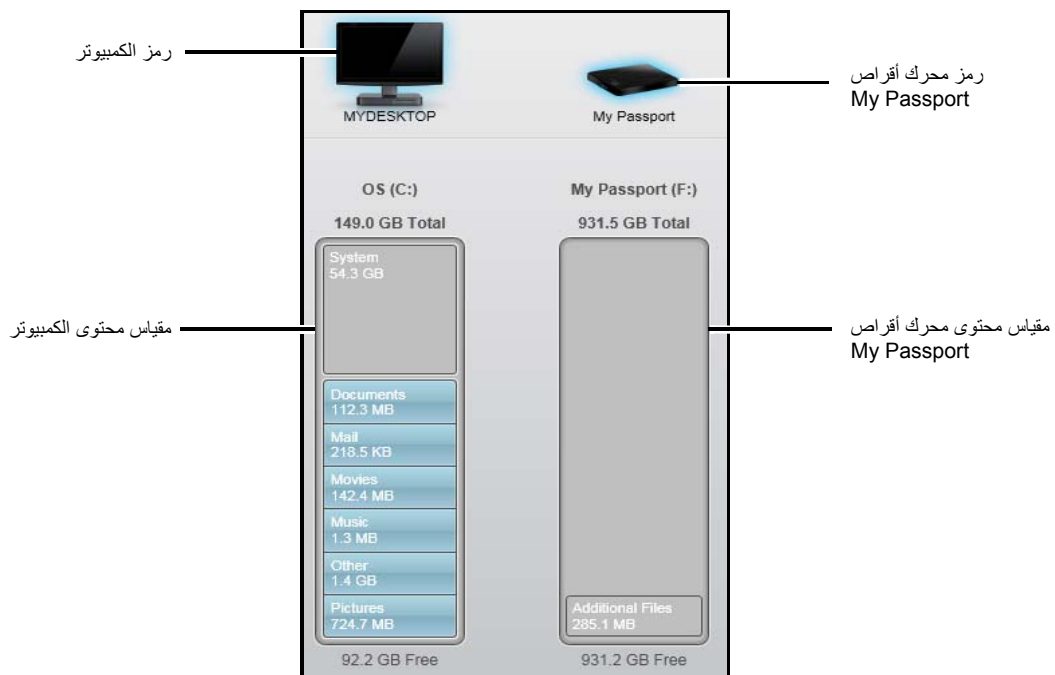 رمز الكمبيوتر
MYDESKTOP
My Passport
رمز محرك أقراص
My Passport
OS (C:)
149.0 GB Total
My Passport (F:)
931.5 GB Total
System
54.3 GB
مقياس محتوى الكمبيوتر
مقياس محتوى محرك أقراص
My Passport
Documents
112.3 MB
Mail
218.5 KB
Movies
142.4 MB
Music
1.3 MB
Other
1.4 GB
Pictures
724.7 MB
Additional Files
285.1 MB
92.2 GB Free
931.2 GB Free